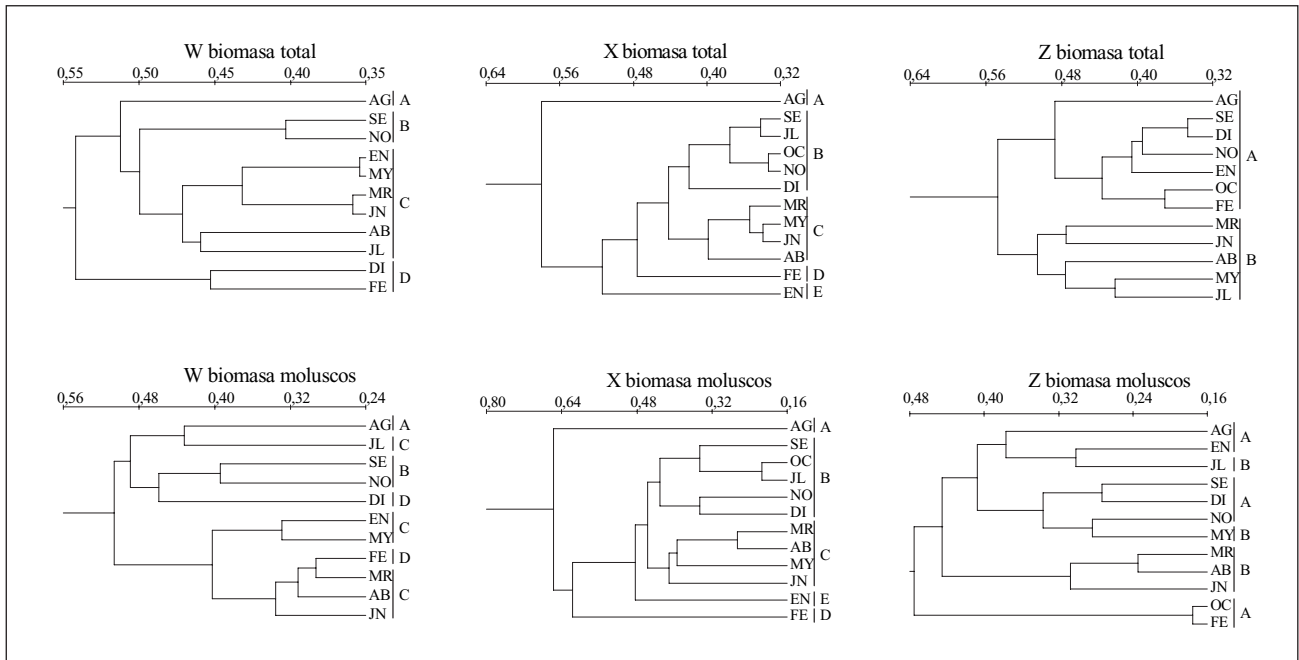 W biomasa total
0,55 0,50 0,45 0,40 0,35
AG A
SE
B
NO
EN
MY
C
MR
JN
AB
JL
DI
D
FE
X biomasa total
0,64 0,56 0,48 0,40 0,32
AG A
SE
JL
OC B
NO
DI
MR
MY
C
JN
AB
FE D
EN E
Z biomasa total
0,64 0,56 0,48 0,40 0,32
AG
SE
DI
NO
A
EN
OC
FE
MR
JN
AB B
MY
JL
W biomasa moluscos
0,56 0,48 0,40 0,32 0,24
AG A
JL C
SE
B
NO
DI D
EN
C
MY
FE D
MR
AB C
JN
X biomasa moluscos
0,80 0,64 0,48 0,32 0,16
AG A
SE
OC
JL B
NO
DI
MR
AB
C
MY
JN
EN E
FE D
Z biomasa moluscos
0,48 0,40 0,32 0,24 0,16
AG
A
EN
JL B
SE
DI A
NO
MY B
MR
AB B
JN
OC
A
FE